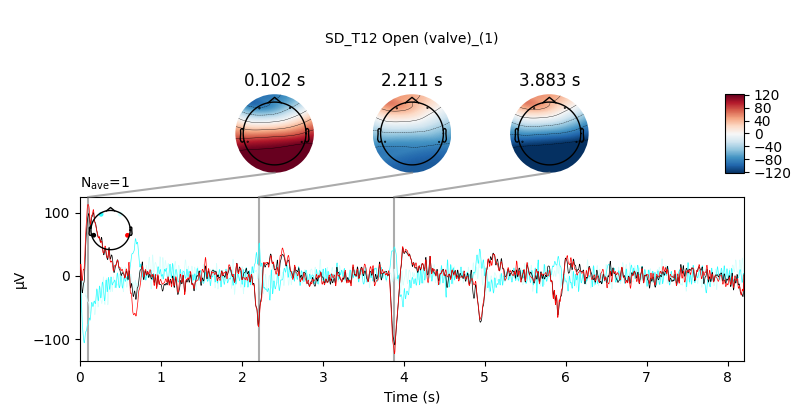 SD_T12 Open (valve)_(1)
0.102 s 2.211 s 3.883 s
120
80
40
0
−40
−80
−120
Nave=1
100
0
−100
µV
0 1 2 3 4 5 6 7 8
Time (s)